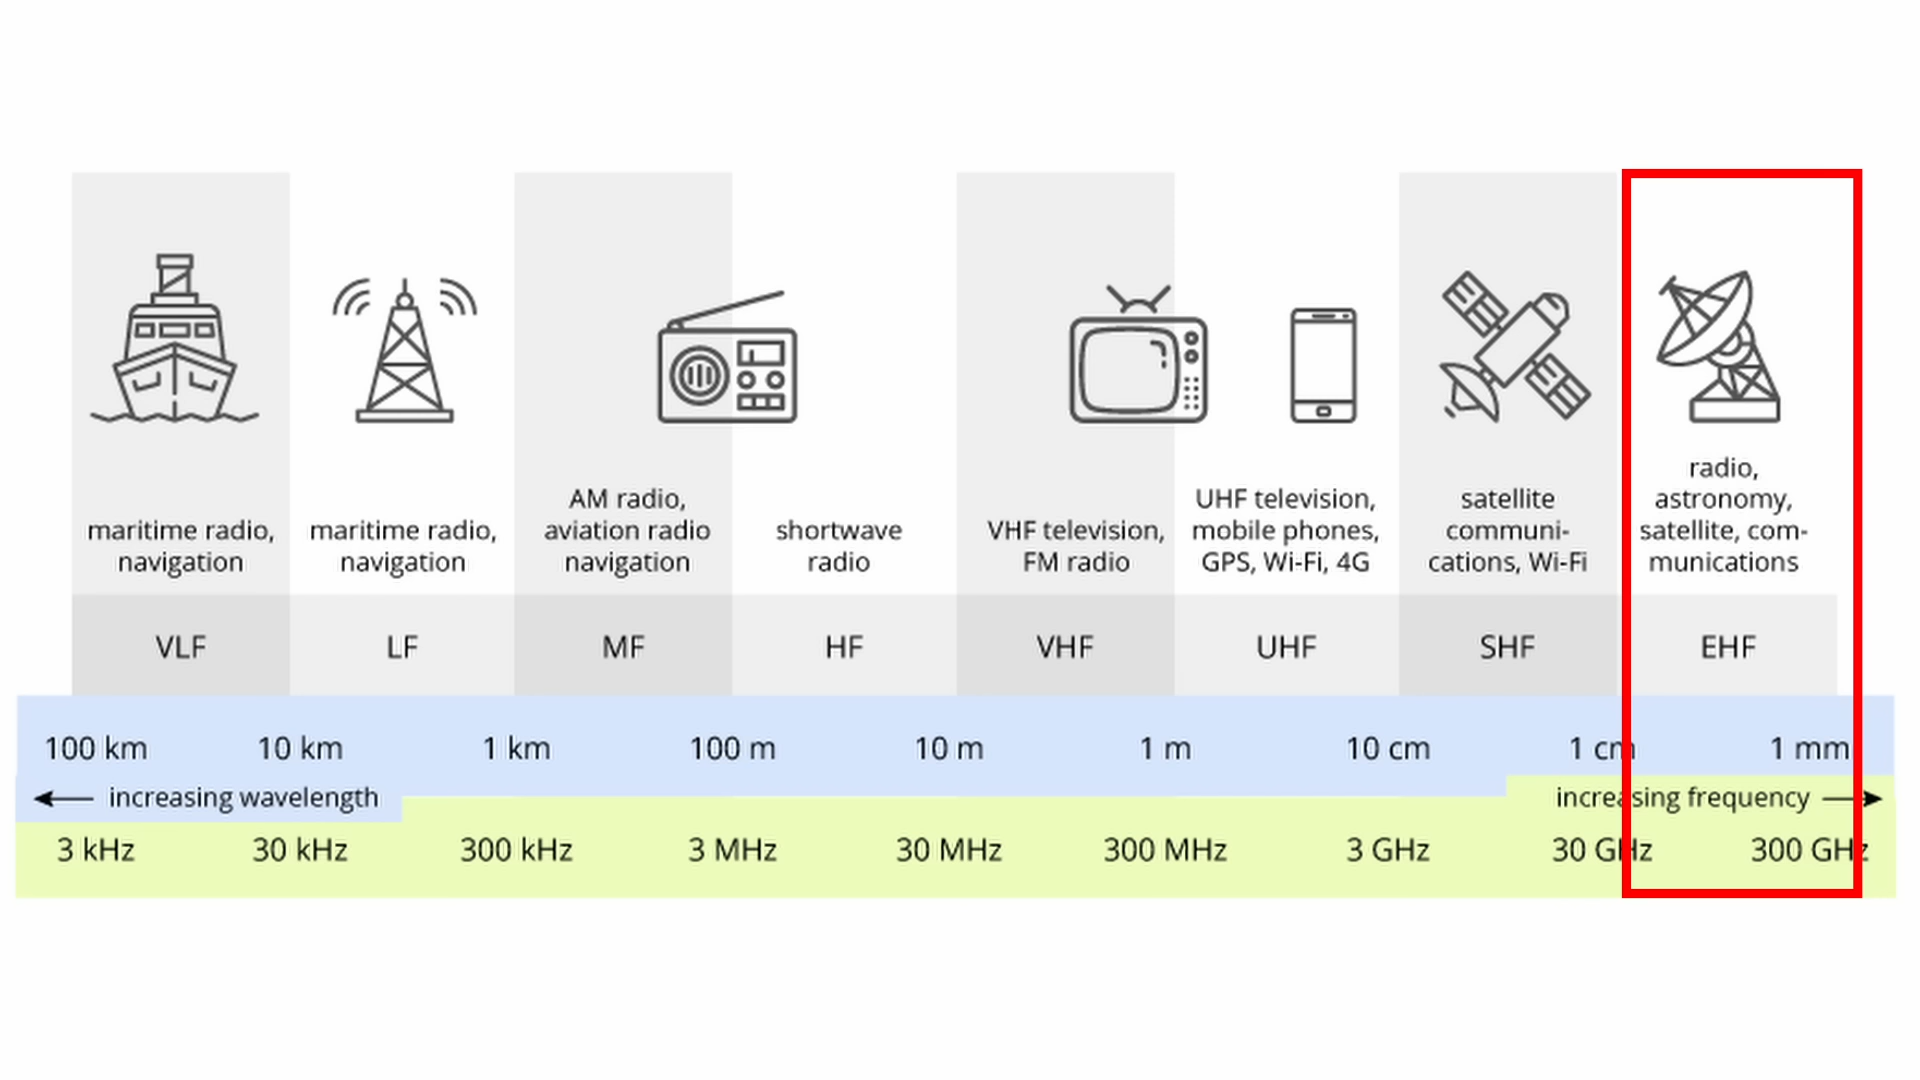 maritime radio,
navigation
maritime radio,
navigation
AM radio,
aviation radio
navigation
shortwave
radio
VHF television,
FM radio
UHF television,
mobile phones,
GPS, Wi-Fi, 4G
satellite
communi-
cations, Wi-Fi
radio,
astronomy,
satellite, com-
munications
VLF LF MF HF VHF UHF SHF EHF
100 km 10 km 1 km 100 m 10 m 1 m 10 cm 1 cm 1 mm
increasing wavelength increasing frequency
3 kHz 30 kHz 300 kHz 3 MHz 30 MHz 300 MHz 3 GHz 30 GHz 300 GHz